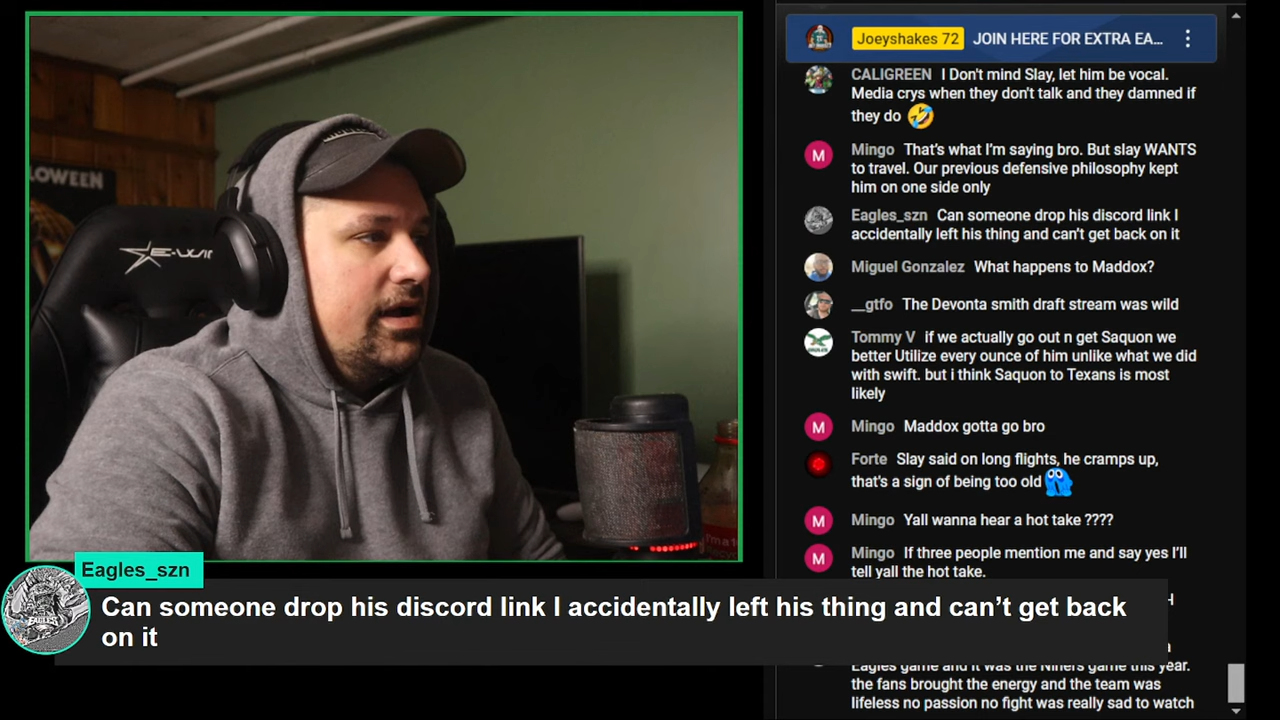 LOWEEN
E-WIN
Joeyshakes 72 JOIN HERE FOR EXTRA EA...
CALIGREEN I Don't mind Slay, let him be vocal.
Media crys when they don't talk and they damned if
they do 🤣
M Mingo That's what I'm saying bro. But slay WANTS
to travel. Our previous defensive philosophy kept
him on one side only
Eagles_szn Can someone drop his discord link I
accidentally left his thing and can't get back on it
Miguel Gonzalez What happens to Maddox?
__gtfo The Devonta smith draft stream was wild
Tommy V if we actually go out n get Saquon we
better Utilize every ounce of him unlike what we did
with swift. but i think Saquon to Texans is most
likely
M Mingo Maddox gotta go bro
Forte Slay said on long flights, he cramps up,
that's a sign of being too old
M Mingo Yall wanna hear a hot take ????
M Mingo If three people mention me and say yes I'll
tell yall the hot take.
Eagles game and it was the Niners game this year.
the fans brought the energy and the team was
lifeless no passion no fight was really sad to watch
Eagles_szn
Can someone drop his discord link I accidentally left his thing and can't get back
on it